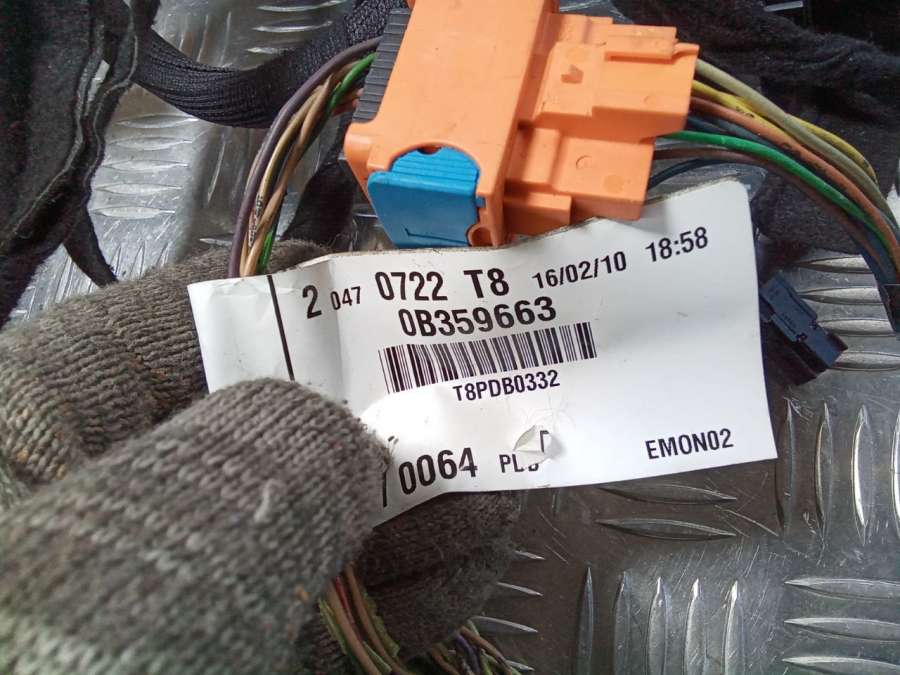 2 047 0722 T8 16/02/10 18:58
0B359663
T8PDB0332
0064 EMON02